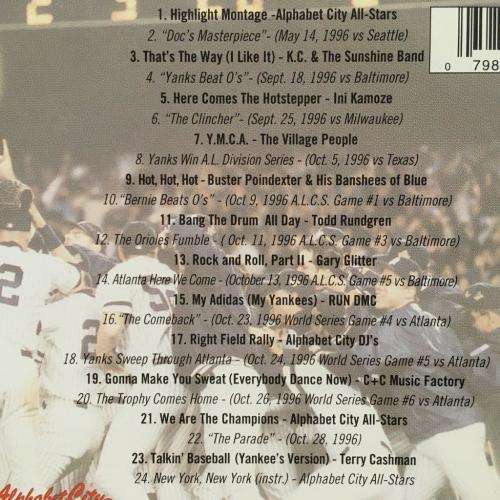 1. Highlight Montage -Alphabet City All-Stars
2. "Doc's Masterpiece"- (May 14, 1996 vs Seattle)
3. That's The Way (I Like It) - K.C. & The Sunshine Band
4. "Yanks Beat O's"- (Sept. 18, 1996 vs Baltimore)
5. Here Comes The Hotstepper - Ini Kamoze
6. "The Clincher"- (Sept. 25, 1996 vs Milwaukee)
7. Y.M.C.A. - The Village People
8. Yanks Win A.L. Division Series - (Oct. 5, 1996 vs Texas)
9. Hot, Hot, Hot - Buster Poindexter & His Banshees of Blue
10."Bernie Beats O's" - (Oct 9, 1996 A.L.C.S. Game #1 vs Baltimore)
11. Bang The Drum All Day - Todd Rundgren
12. The Orioles Fumble - ( Oct. 11, 1996 A.L.C.S. Game #3 vs Baltimore)
13. Rock and Roll, Part II - Gary Glitter
14. Atlanta Here We Come - (October 13, 1996 A.L.C.S. Game #5 vs Baltimore)
15. My Adidas (My Yankees) - RUN DMC
16."The Comeback" - (Oct. 23, 1996 World Series Game #4 vs Atlanta)
17. Right Field Rally - Alphabet City DJ's
18. Yanks Sweep Through Atlanta - (Oct. 24, 1996 World Series Game #5 vs Atlanta)
19. Gonna Make You Sweat (Everybody Dance Now) - C+C Music Factory
20. The Trophy Comes Home - (Oct. 26, 1996 World Series Game #6 vs Atlanta)
21. We Are The Champions - Alphabet City All-Stars
22. "The Parade" - (Oct. 28, 1996)
23. Talkin' Baseball (Yankee's Version) - Terry Cashman
24. New York, New York (instr.) - Alphabet City All-Stars
0 798
2
Alphabet City